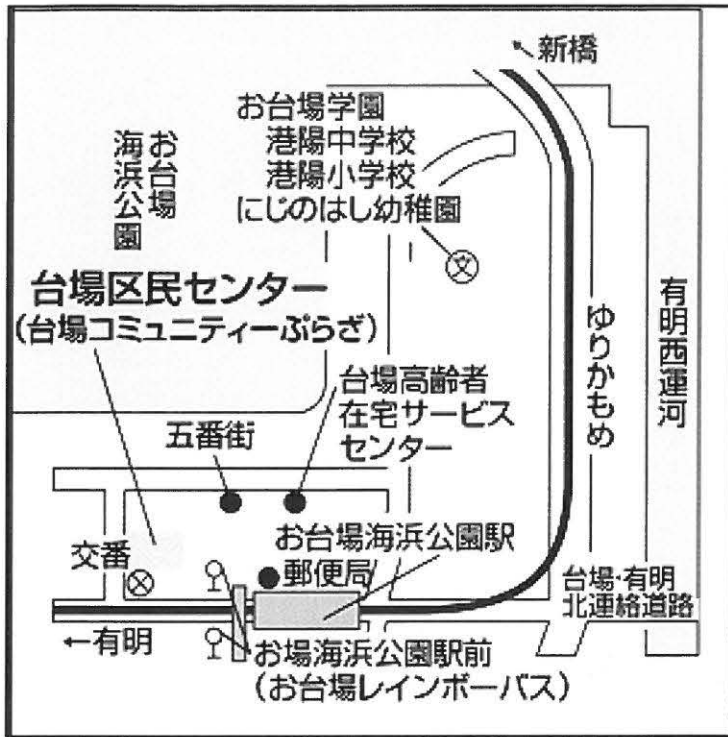 新橋
お台場学園
港陽中学校
港陽小学校
にじのはし幼稚園
お台場
海浜公園
文
台場区民センター
(台場コミュニティーぷらざ)
有明西運河
ゆりかもめ
台場高齢者
在宅サービス
センター
五番街
お台場海浜公園駅
郵便局
交番
台場・有明
北連絡道路
←有明
お場海浜公園駅前
(お台場レインボーバス)